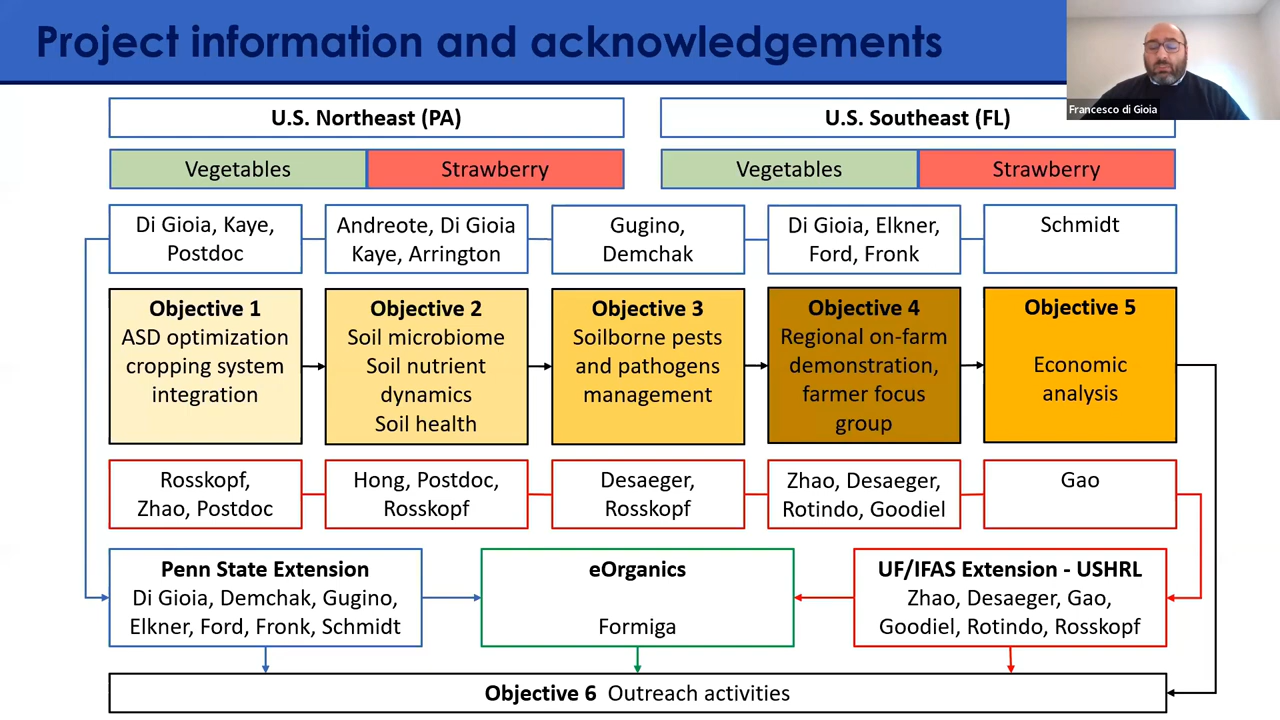 Project information and acknowledgements
Francesco di Gioia
U.S. Northeast (PA)
U.S. Southeast (FL)
Vegetables
Strawberry
Vegetables
Strawberry
Di Gioia, Kaye,
Postdoc
Andreote, Di Gioia
Kaye, Arrington
Gugino,
Demchak
Di Gioia, Elkner,
Ford, Fronk
Schmidt
Objective 1
ASD optimization
cropping system
integration
Objective 2
Soil microbiome
Soil nutrient
dynamics
Soil health
Objective 3
Soilborne pests
and pathogens
management
Objective 4
Regional on-farm
demonstration,
farmer focus
group
Objective 5
Economic
analysis
Rosskopf,
Zhao, Postdoc
Hong, Postdoc,
Rosskopf
Desaeger,
Rosskopf
Zhao, Desaeger,
Rotindo, Goodiel
Gao
Penn State Extension
Di Gioia, Demchak, Gugino,
Elkner, Ford, Fronk, Schmidt
eOrganics
Formiga
UF/IFAS Extension - USHRL
Zhao, Desaeger, Gao,
Goodiel, Rotindo, Rosskopf
Objective 6 Outreach activities